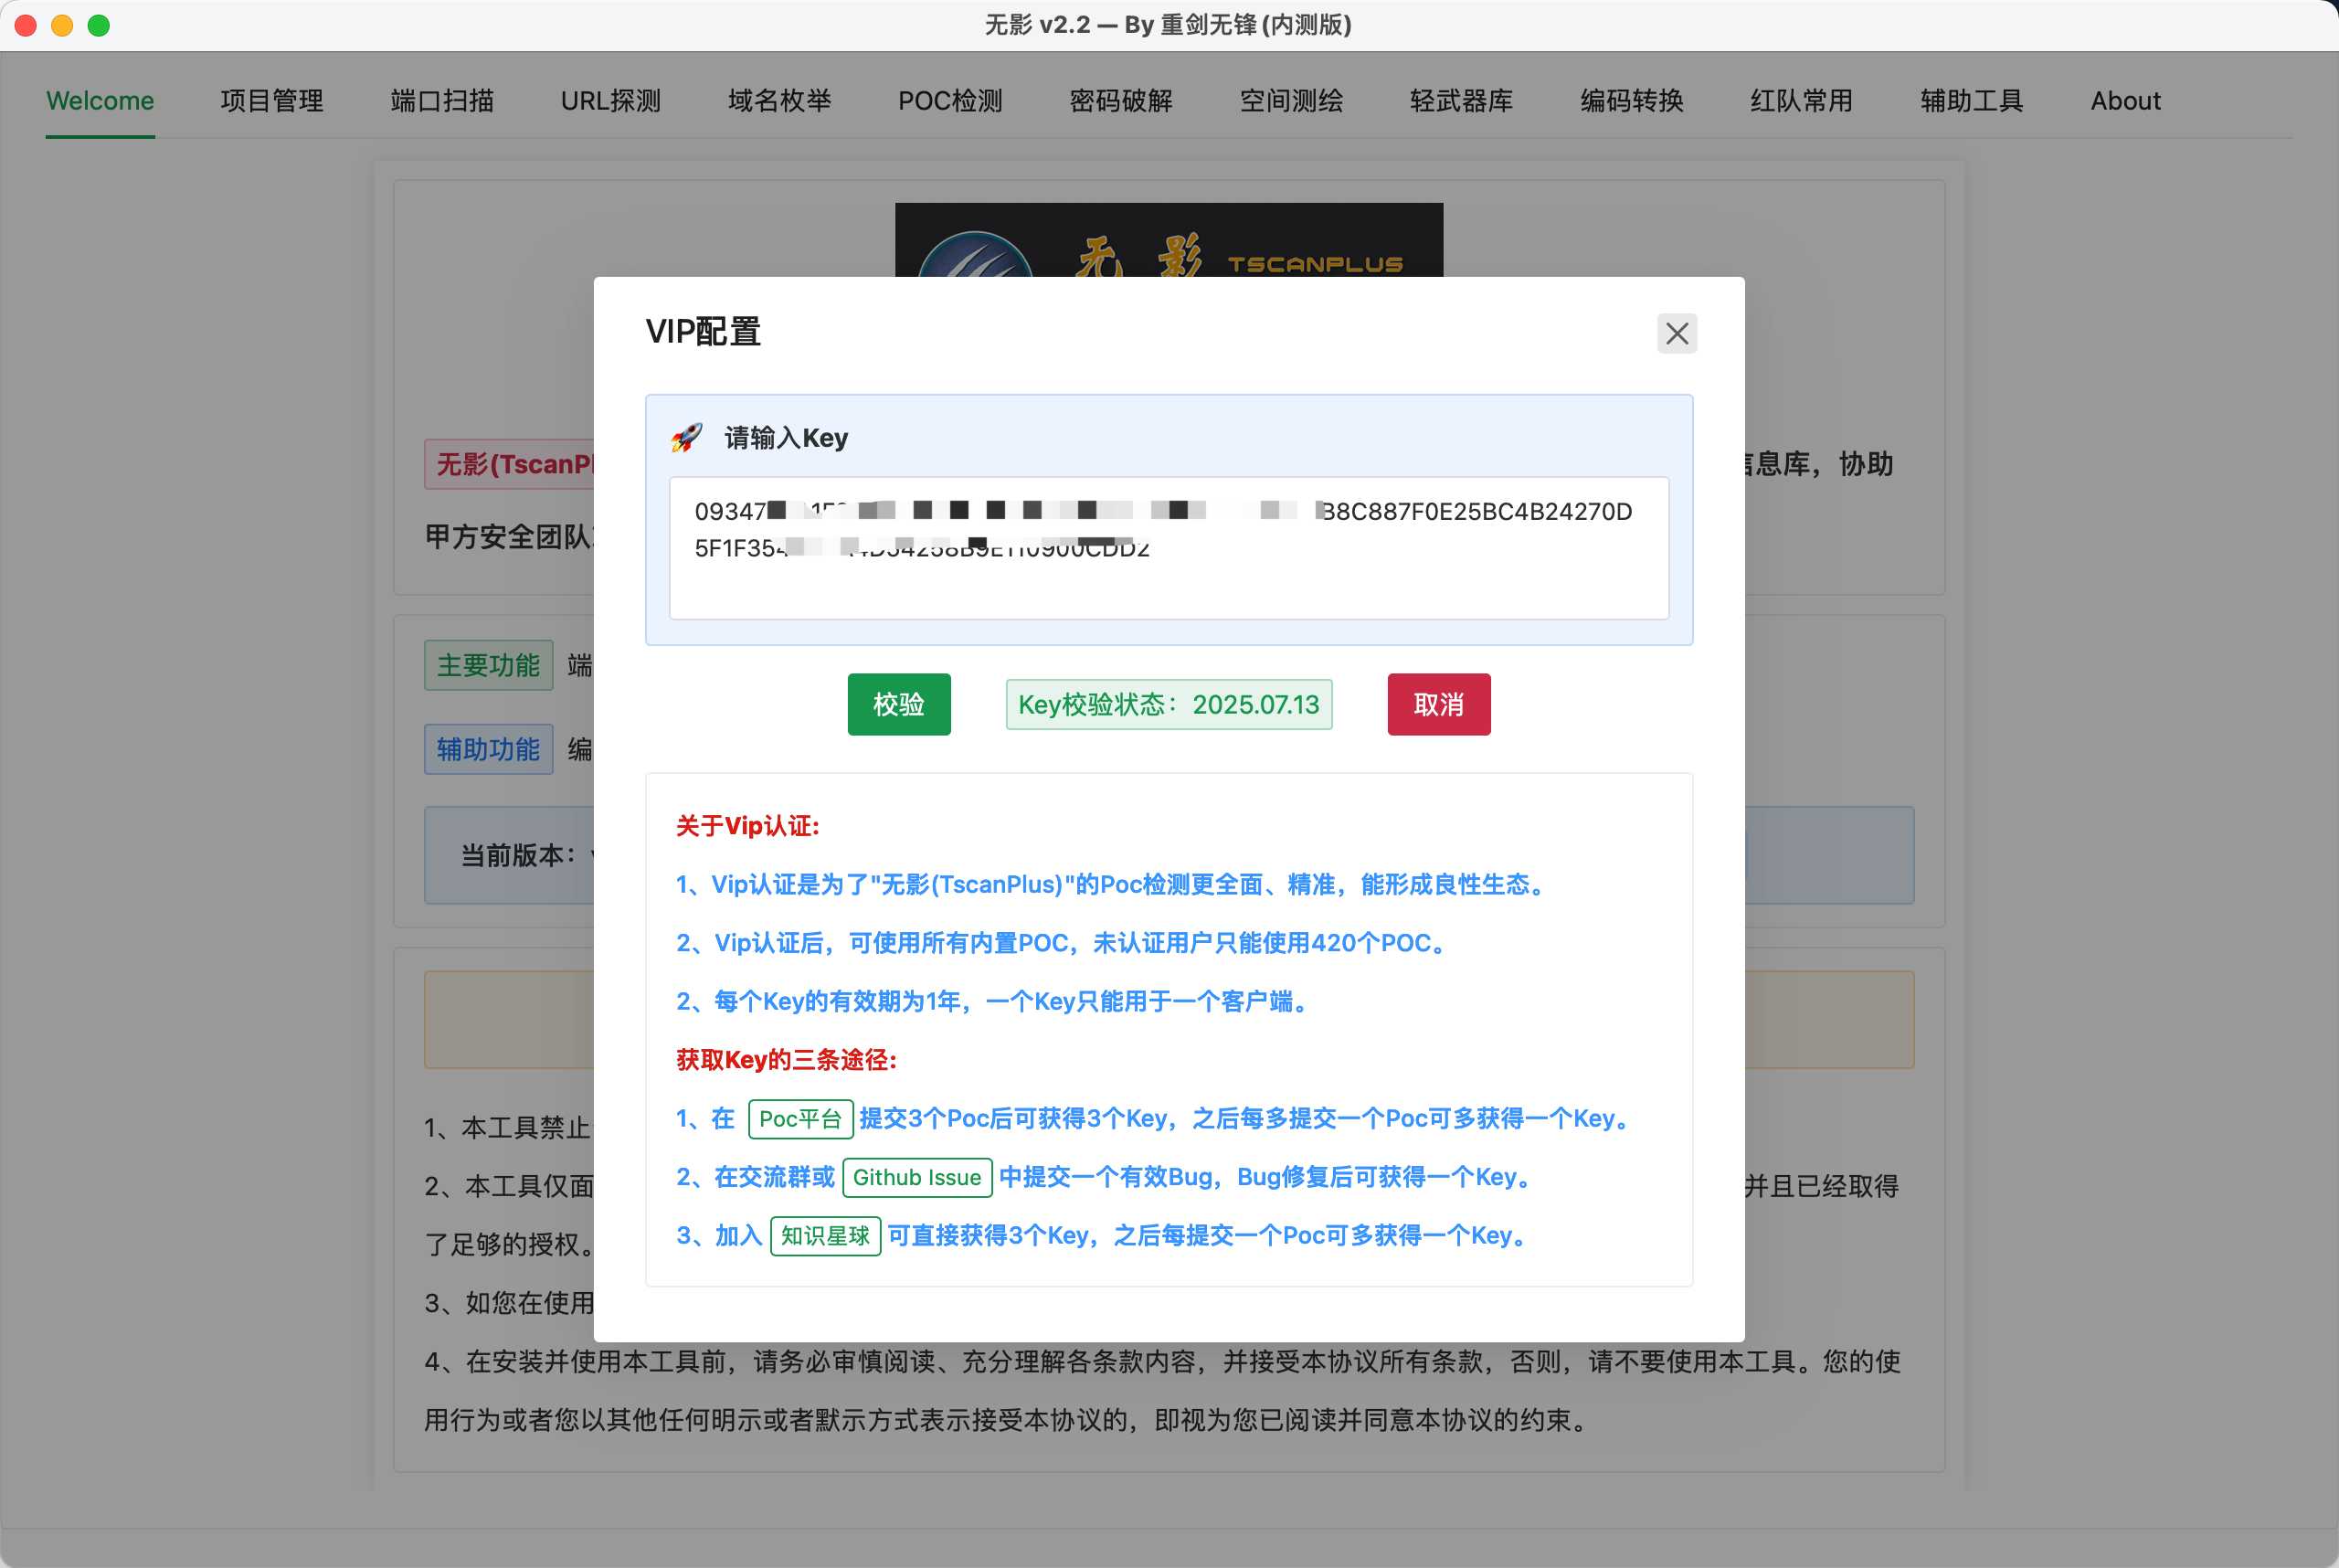 无影 v2.2 — By 重剑无锋(内测版)
Welcome 项目管理 端口扫描 URL探测 域名枚举 POC检测 密码破解 空间测绘 轻武器库 编码转换 红队常用 辅助工具 About
无影 TSCANPLUS
VIP配置
请输入Key
09347 B8C887F0E25BC4B24270D
5F1F354
校验 Key校验状态：2025.07.13 取消
关于Vip认证:
1、Vip认证是为了"无影(TscanPlus)"的Poc检测更全面、精准，能形成良性生态。
2、Vip认证后，可使用所有内置POC，未认证用户只能使用420个POC。
2、每个Key的有效期为1年，一个Key只能用于一个客户端。
获取Key的三条途径:
1、在 Poc平台 提交3个Poc后可获得3个Key，之后每多提交一个Poc可多获得一个Key。
2、在交流群或 Github Issue 中提交一个有效Bug，Bug修复后可获得一个Key。
3、加入 知识星球 可直接获得3个Key，之后每提交一个Poc可多获得一个Key。
无影(TscanPl 信息库，协助
甲方安全团队
主要功能 端
辅助功能 编
当前版本：
1、本工具禁止
2、本工具仅面 并且已经取得
了足够的授权。
3、如您在使用
4、在安装并使用本工具前，请务必审慎阅读、充分理解各条款内容，并接受本协议所有条款，否则，请不要使用本工具。您的使
用行为或者您以其他任何明示或者默示方式表示接受本协议的，即视为您已阅读并同意本协议的约束。